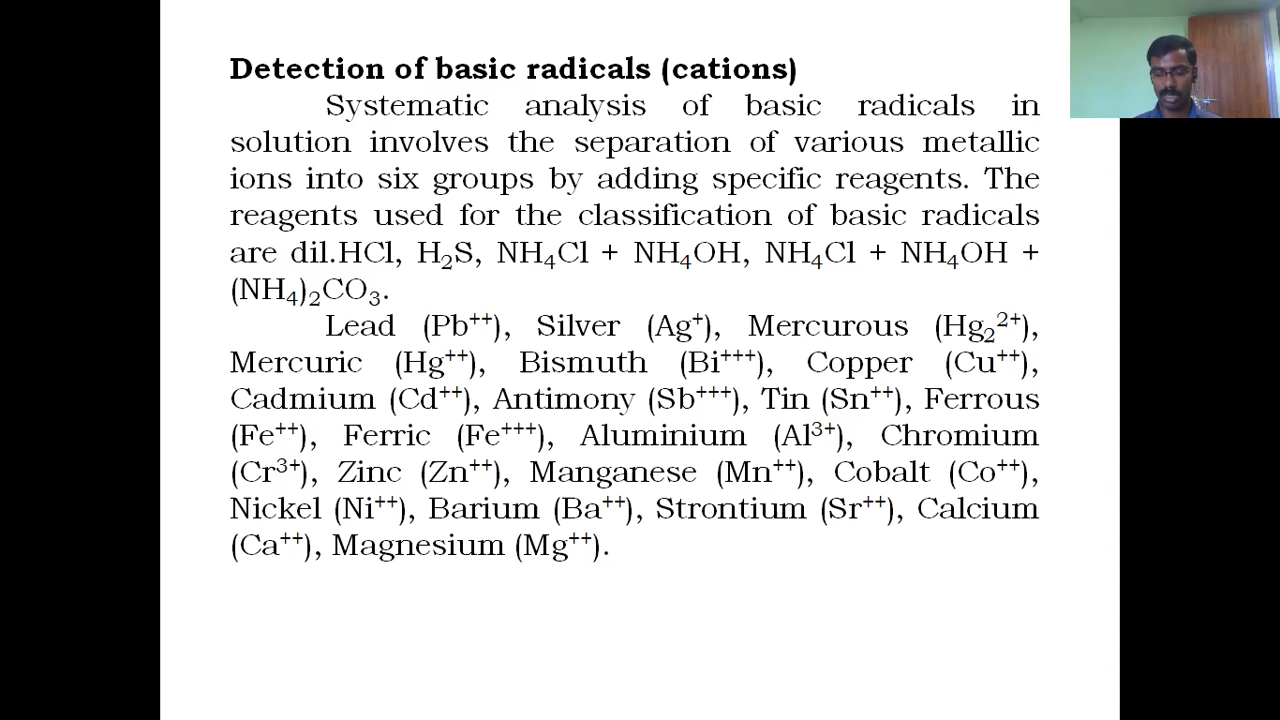 Detection of basic radicals (cations)
Systematic analysis of basic radicals in
solution involves the separation of various metallic
ions into six groups by adding specific reagents. The
reagents used for the classification of basic radicals
are dil.HCl, H₂S, NH₄Cl + NH₄OH, NH₄Cl + NH₄OH +
(NH₄)₂CO₃.
Lead (Pb⁺⁺), Silver (Ag⁺), Mercurous (Hg₂²⁺),
Mercuric (Hg⁺⁺), Bismuth (Bi⁺⁺⁺), Copper (Cu⁺⁺),
Cadmium (Cd⁺⁺), Antimony (Sb⁺⁺⁺), Tin (Sn⁺⁺), Ferrous
(Fe⁺⁺), Ferric (Fe⁺⁺⁺), Aluminium (Al³⁺), Chromium
(Cr³⁺), Zinc (Zn⁺⁺), Manganese (Mn⁺⁺), Cobalt (Co⁺⁺),
Nickel (Ni⁺⁺), Barium (Ba⁺⁺), Strontium (Sr⁺⁺), Calcium
(Ca⁺⁺), Magnesium (Mg⁺⁺).